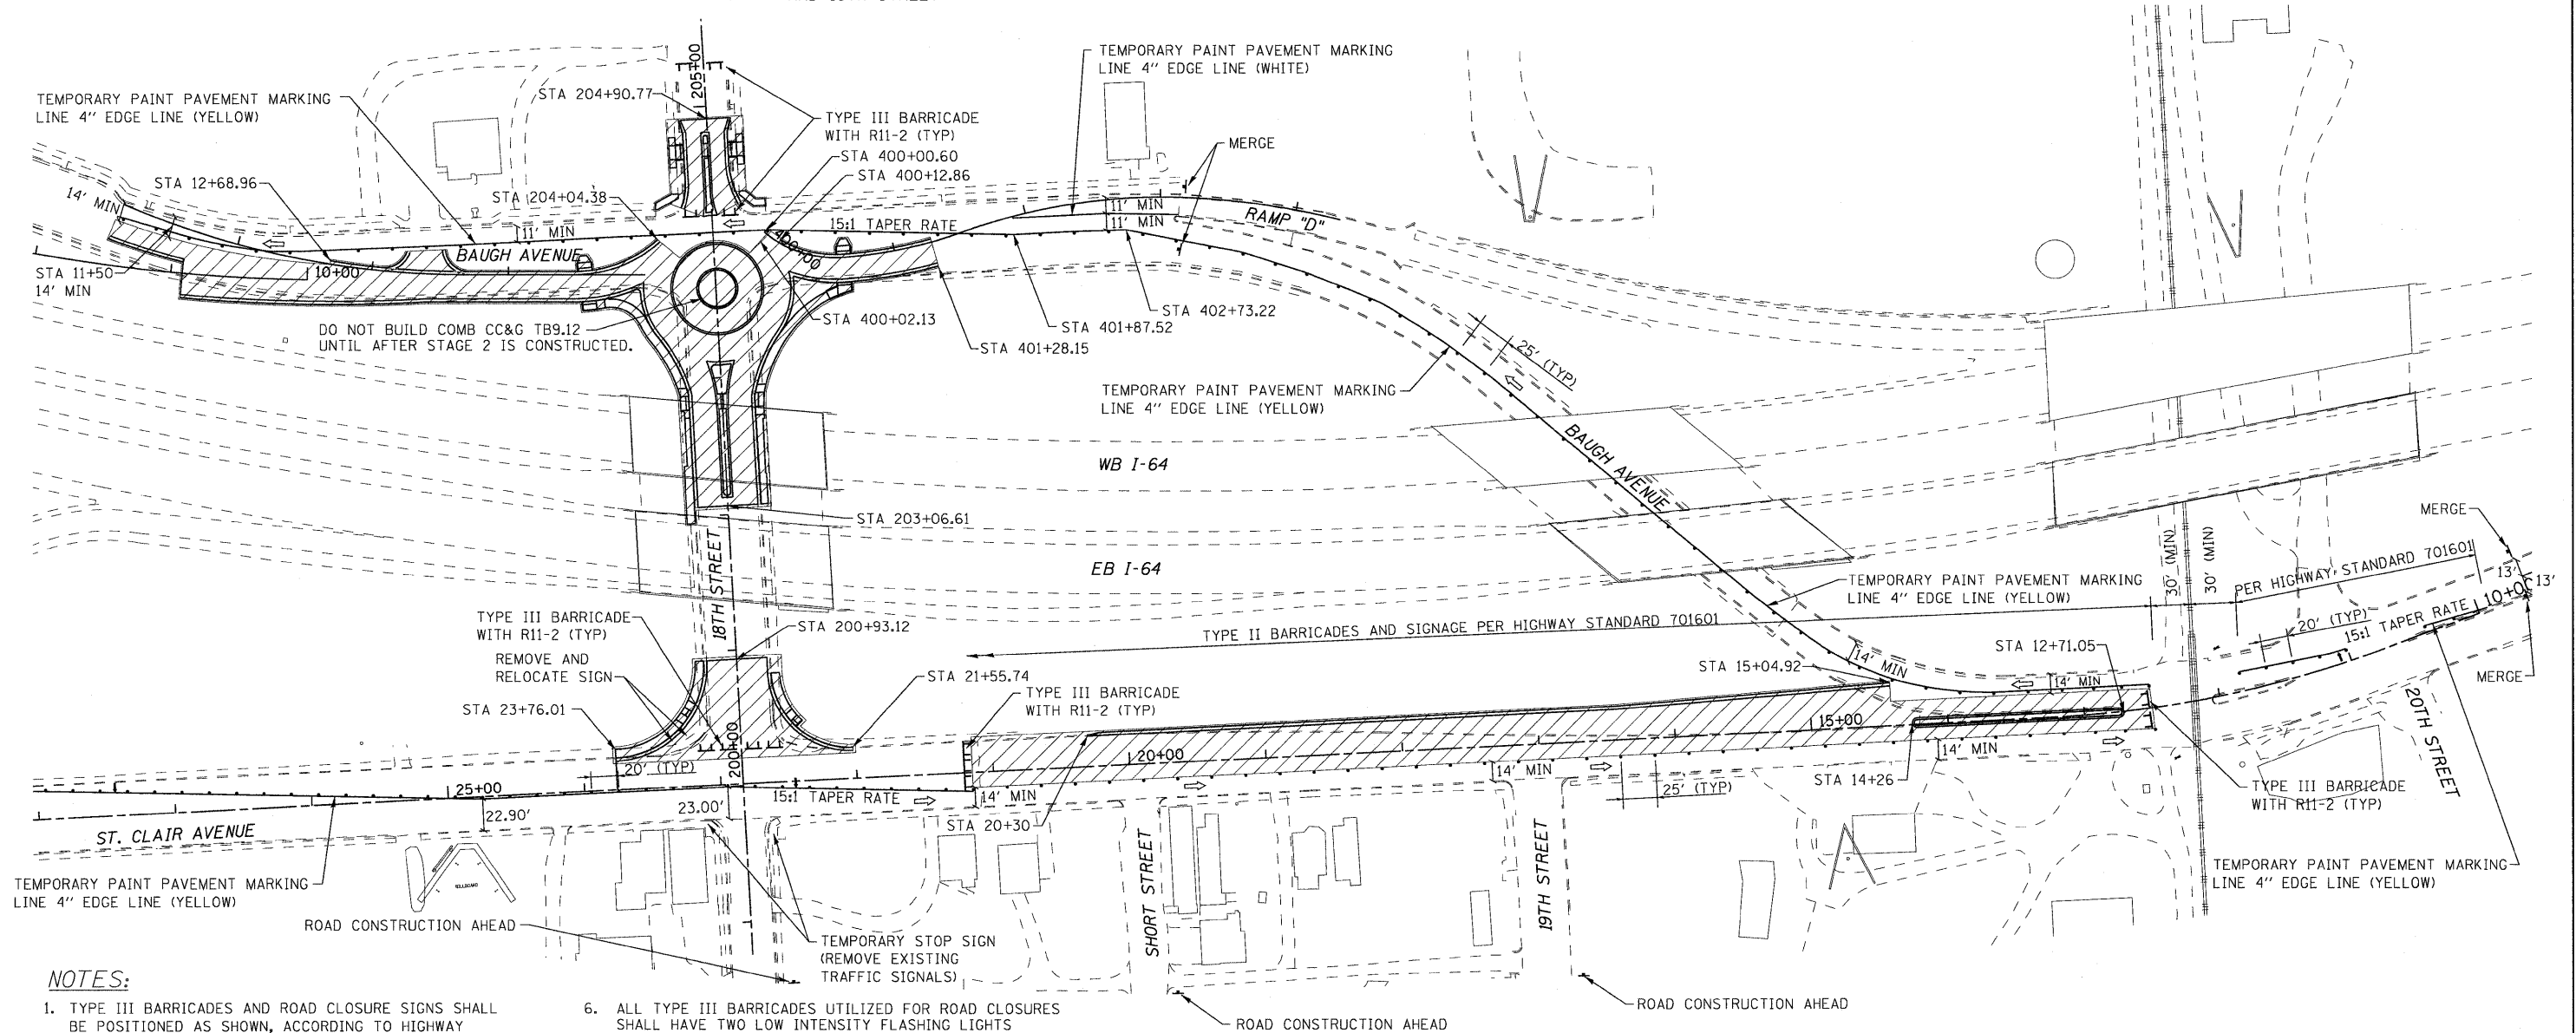 205+00
STA 204+90.77
TEMPORARY PAINT PAVEMENT MARKING
LINE 4" EDGE LINE (WHITE)
TEMPORARY PAINT PAVEMENT MARKING
LINE 4" EDGE LINE (YELLOW)
TYPE III BARRICADE
WITH R11-2 (TYP)
MERGE
STA 400+00.60
STA 400+12.86
STA 12+68.96
14' MIN
STA 204+04.38
11' MIN
15:1 TAPER RATE
11' MIN
11' MIN
RAMP "D"
BAUGH AVENUE
400+00
STA 11+50
14' MIN
10+00
DO NOT BUILD COMB CC&G TB9.12
UNTIL AFTER STAGE 2 IS CONSTRUCTED.
STA 400+02.13
STA 402+73.22
STA 401+87.52
STA 401+28.15
25' (TYP)
TEMPORARY PAINT PAVEMENT MARKING
LINE 4" EDGE LINE (YELLOW)
BAUGH AVENUE
WB I-64
STA 203+06.61
EB I-64
18TH STREET
MERGE
30' (MIN)
30' (MIN)
PER HIGHWAY STANDARD 701601
13'
13'
10+00
20' (TYP)
15:1 TAPER RATE
TEMPORARY PAINT PAVEMENT MARKING
LINE 4" EDGE LINE (YELLOW)
TYPE III BARRICADE
WITH R11-2 (TYP)
STA 200+93.12
TYPE II BARRICADES AND SIGNAGE PER HIGHWAY STANDARD 701601
REMOVE AND
RELOCATE SIGN
STA 12+71.05
14' MIN
STA 15+04.92
STA 21+55.74
14' MIN
MERGE
TYPE III BARRICADE
WITH R11-2 (TYP)
STA 23+76.01
20TH STREET
15+00
200+00
20+00
14' MIN
20' (TYP)
14' MIN
STA 14+26
25+00
15:1 TAPER RATE
14' MIN
25' (TYP)
TYPE III BARRICADE
WITH R11-2 (TYP)
22.90'
23.00'
STA 20+30
ST. CLAIR AVENUE
SHORT STREET
19TH STREET
TEMPORARY PAINT PAVEMENT MARKING
LINE 4" EDGE LINE (YELLOW)
BILLBOARD
TEMPORARY PAINT PAVEMENT MARKING
LINE 4" EDGE LINE (YELLOW)
ROAD CONSTRUCTION AHEAD
TEMPORARY STOP SIGN
(REMOVE EXISTING
TRAFFIC SIGNALS)
NOTES:
1. TYPE III BARRICADES AND ROAD CLOSURE SIGNS SHALL
BE POSITIONED AS SHOWN, ACCORDING TO HIGHWAY
6. ALL TYPE III BARRICADES UTILIZED FOR ROAD CLOSURES
SHALL HAVE TWO LOW INTENSITY FLASHING LIGHTS
ROAD CONSTRUCTION AHEAD
ROAD CONSTRUCTION AHEAD